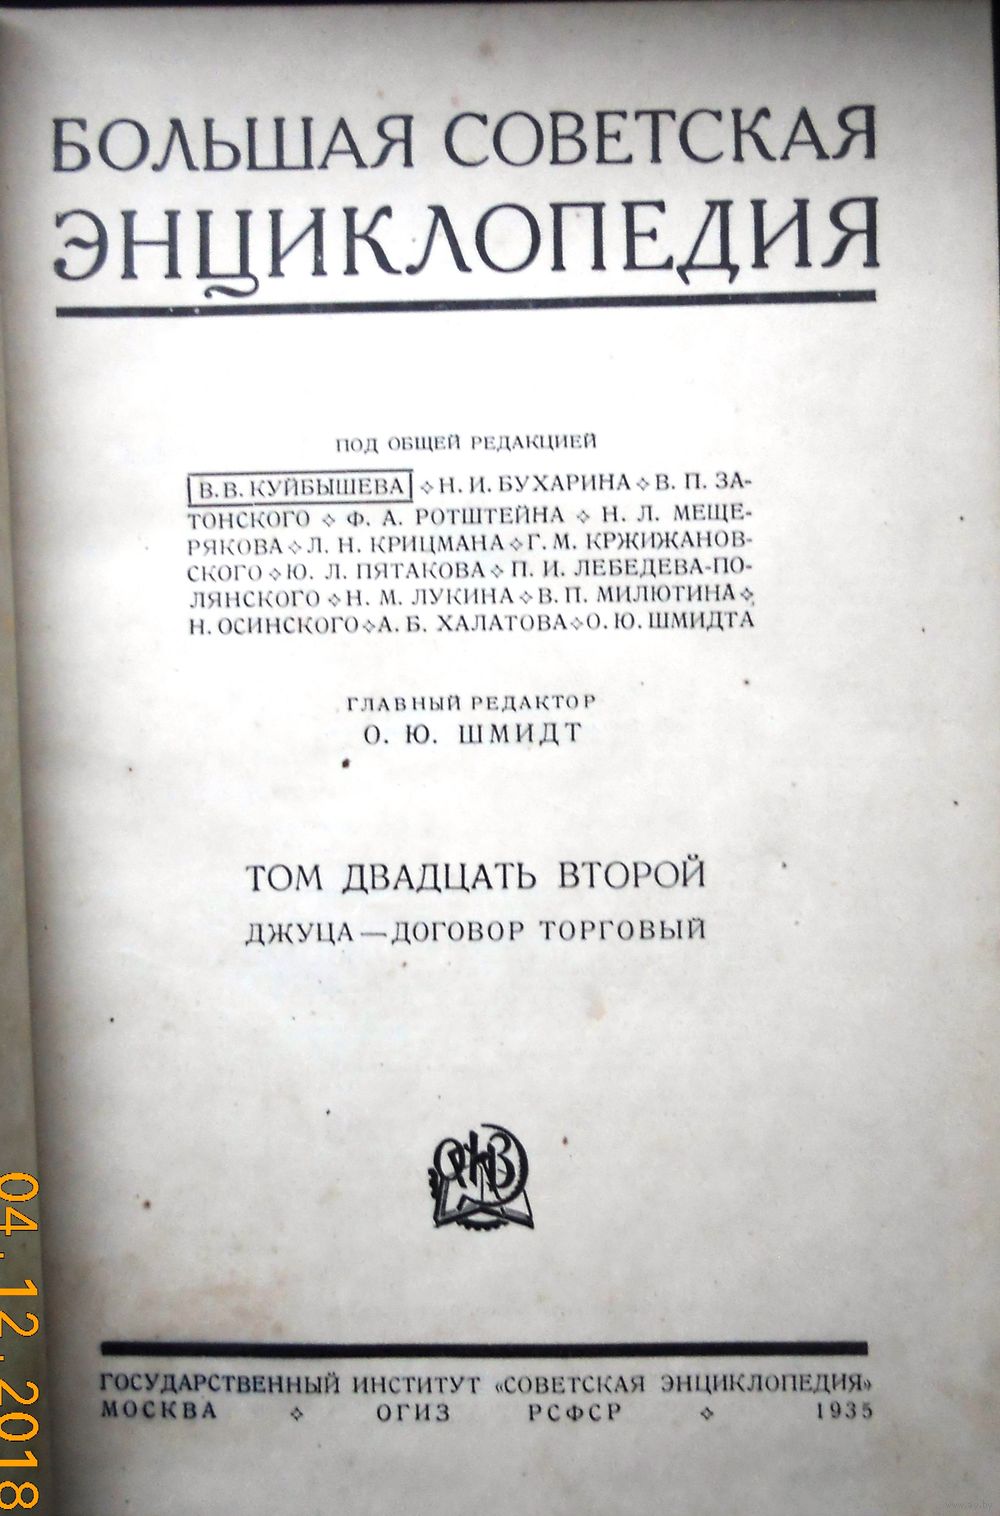 БОЛЬШАЯ СОВЕТСКАЯ
ЭНЦИКЛОПЕДИЯ
ПОД ОБЩЕЙ РЕДАКЦИЕЙ
В. В. КУЙБЫШЕВА ⟡ Н. И. БУХАРИНА ⟡ В. П. ЗА-
ТОНСКОГО ⟡ Ф. А. РОТШТЕЙНА ⟡ Н. Л. МЕЩЕ-
РЯКОВА ⟡ Л. Н. КРИЦМАНА ⟡ Г. М. КРЖИЖАНОВ-
СКОГО ⟡ Ю. Л. ПЯТАКОВА ⟡ П. И. ЛЕБЕДЕВА-ПО-
ЛЯНСКОГО ⟡ Н. М. ЛУКИНА ⟡ В. П. МИЛЮТИНА ⟡
Н. ОСИНСКОГО ⟡ А. Б. ХАЛАТОВА ⟡ О. Ю. ШМИДТА
ГЛАВНЫЙ РЕДАКТОР
О. Ю. ШМИДТ
ТОМ ДВАДЦАТЬ ВТОРОЙ
ДЖУЦА — ДОГОВОР ТОРГОВЫЙ
ГОСУДАРСТВЕННЫЙ ИНСТИТУТ «СОВЕТСКАЯ ЭНЦИКЛОПЕДИЯ»
МОСКВА ⟡ ОГИЗ РСФСР ⟡ 1935
04.12.2018